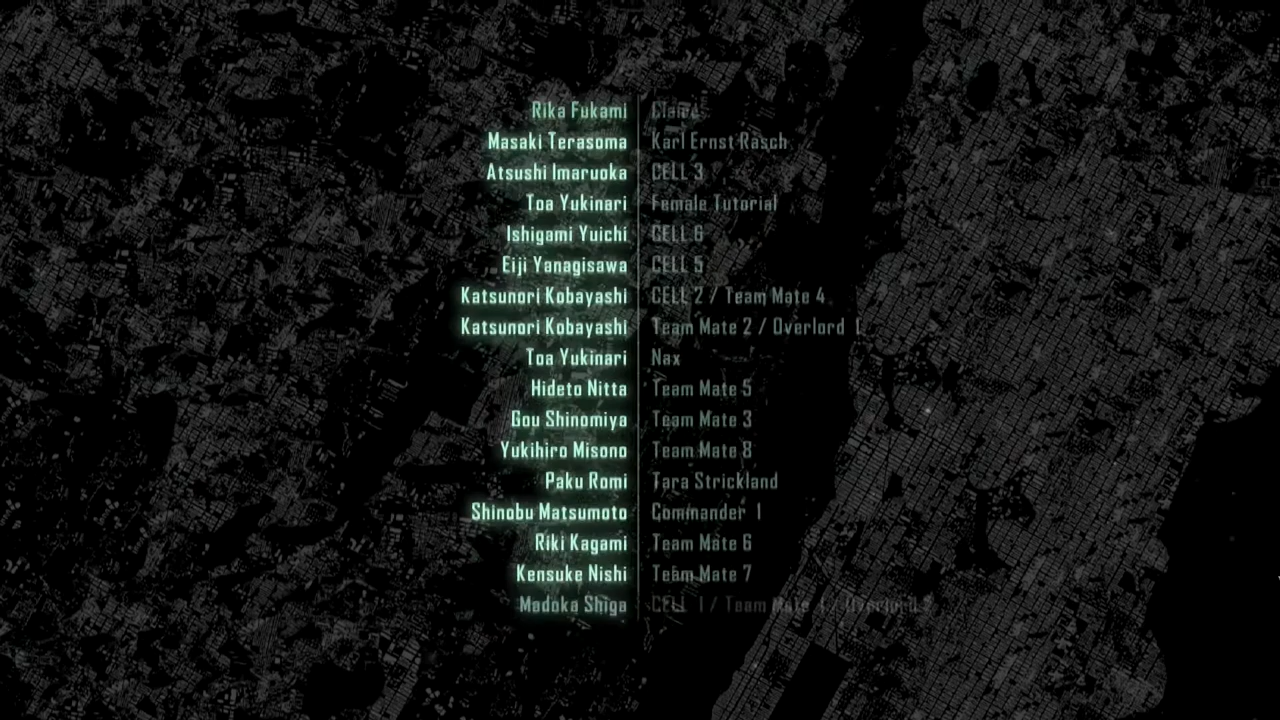 Rika Fukami Claire
Masaki Terasoma Karl Ernst Rasch
Atsushi Imaruoka CELL 3
Toa Yukinari Female Tutorial
Ishigami Yuichi CELL 6
Eiji Yanagisawa CELL 5
Katsunori Kobayashi CELL 2 / Team Mate 4
Katsunori Kobayashi Team Mate 2 / Overlord 1
Toa Yukinari Nax
Hideto Nitta Team Mate 5
Gou Shinomiya Team Mate 3
Yukihiro Misono Team Mate 8
Paku Romi Tara Strickland
Shinobu Matsumoto Commander 1
Riki Kagami Team Mate 6
Kensuke Nishi Team Mate 7
Madoka Shiga CELL 1 / Team Mate 1 / Overlord